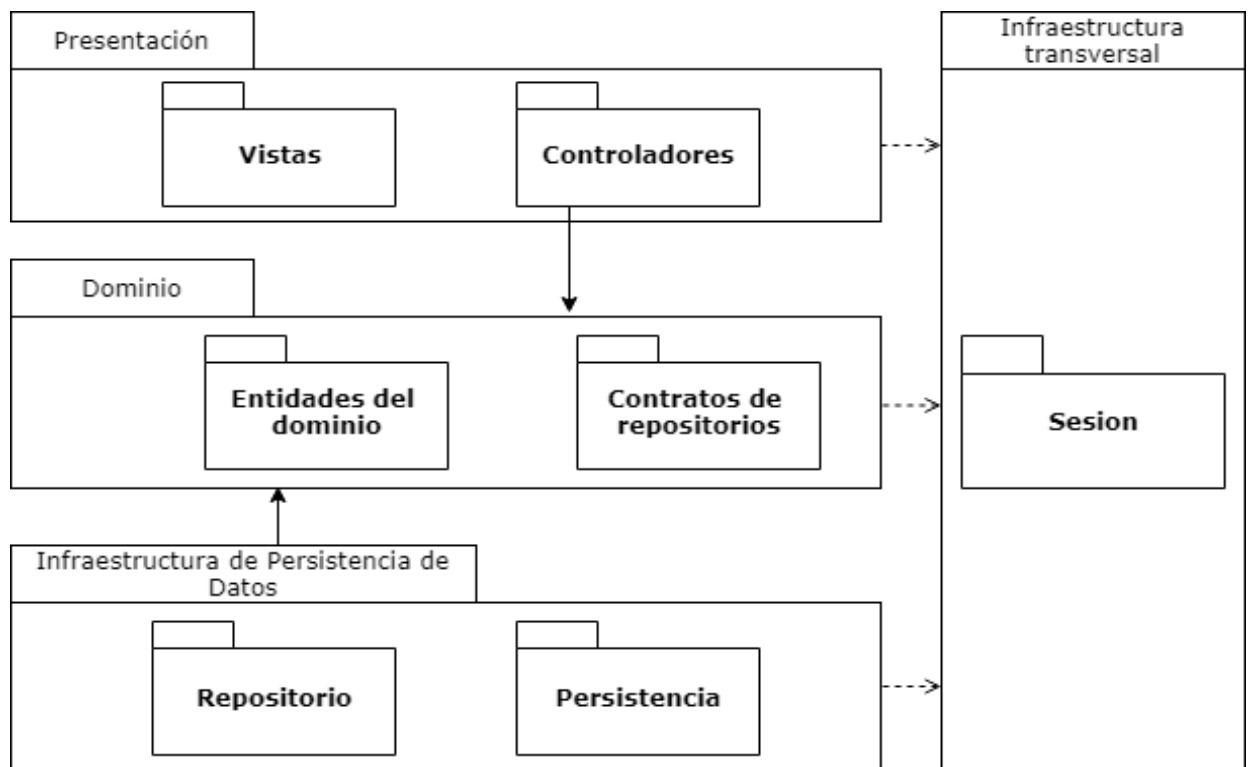 Presentación
Infraestructura
transversal
Vistas
Controladores
Dominio
Entidades del
dominio
Contratos de
repositorios
Sesion
Infraestructura de Persistencia de
Datos
Repositorio
Persistencia